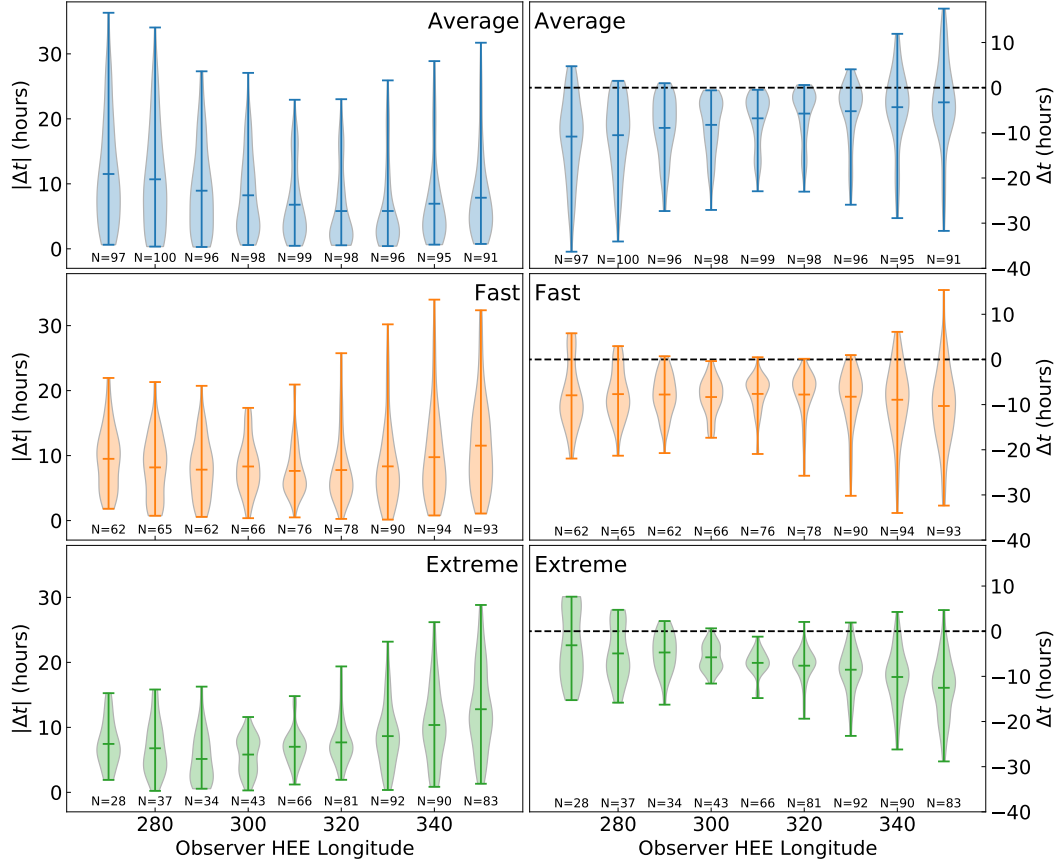 Average
Average
|Δt| (hours)
30
20
10
0
N=97 N=100 N=96 N=98 N=99 N=98 N=96 N=95 N=91
10
0
−10
−20
−30
−40
Δt (hours)
N=97 N=100 N=96 N=98 N=99 N=98 N=96 N=95 N=91
Fast
Fast
|Δt| (hours)
30
20
10
0
N=62 N=65 N=62 N=66 N=76 N=78 N=90 N=94 N=93
10
0
−10
−20
−30
−40
Δt (hours)
N=62 N=65 N=62 N=66 N=76 N=78 N=90 N=94 N=93
Extreme
Extreme
|Δt| (hours)
30
20
10
0
N=28 N=37 N=34 N=43 N=66 N=81 N=92 N=90 N=83
10
0
−10
−20
−30
−40
Δt (hours)
N=28 N=37 N=34 N=43 N=66 N=81 N=92 N=90 N=83
280 300 320 340
280 300 320 340
Observer HEE Longitude
Observer HEE Longitude